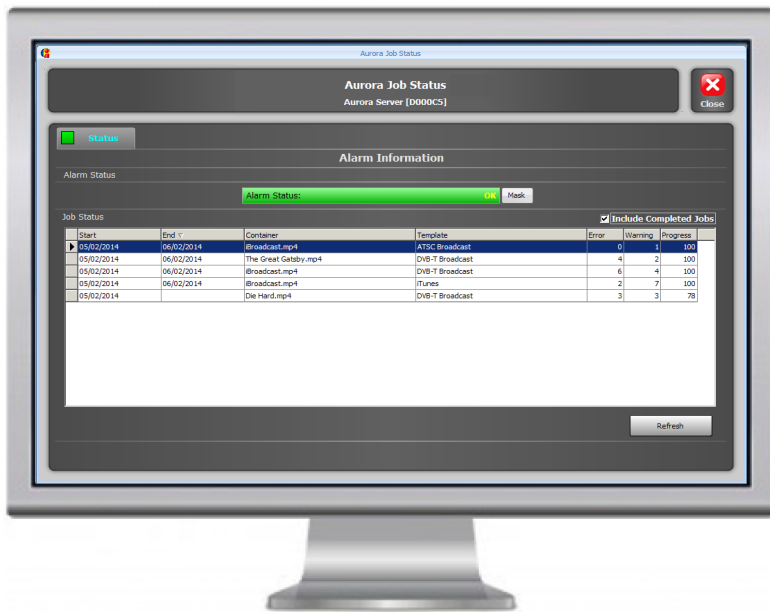 Aurora Job Status
Aurora Job Status
Aurora Server [D000C5]
Close
Status
Alarm Information
Alarm Status
Alarm Status: OK Mask
Job Status Include Completed Jobs
Start End Container Template Error Warning Progress
05/02/2014 06/02/2014 iBroadcast.mp4 ATSC Broadcast 0 1 100
05/02/2014 06/02/2014 The Great Gatsby.mp4 DVB-T Broadcast 4 2 100
05/02/2014 06/02/2014 iBroadcast.mp4 DVB-T Broadcast 6 4 100
05/02/2014 06/02/2014 iBroadcast.mp4 iTunes 2 7 100
05/02/2014 Die Hard.mp4 DVB-T Broadcast 3 3 78
Refresh